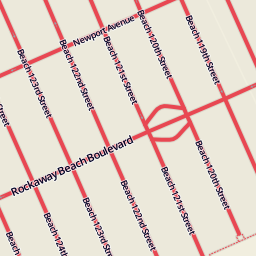 Newport Avenue
Beach 120th Street
Beach 119th Street
Beach 121st Street
Beach 122nd Street
Beach 123rd Street
Street
Rockaway Beach Boulevard
Beach 120th Street
Beach 121st Street
Beach 122nd Street
Beach 123rd Street
Beach 124th
Beach